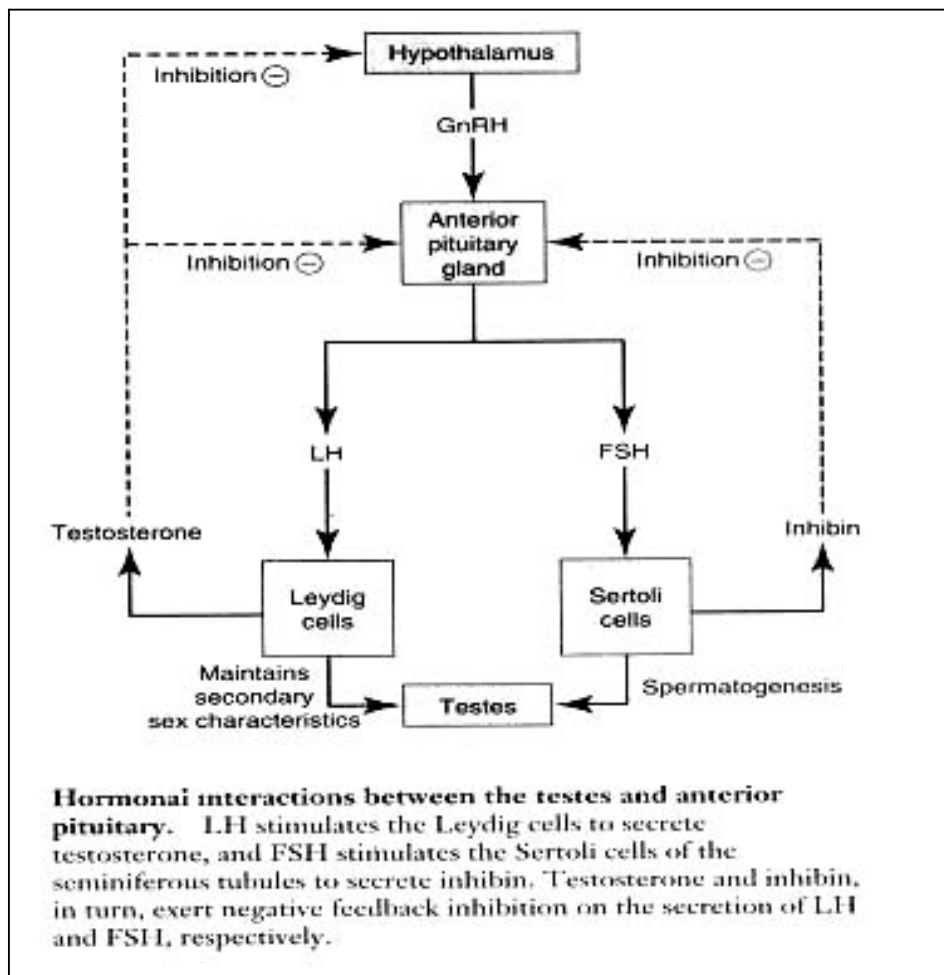 Hypothalamus
Inhibition ⊖
GnRH
Anterior
pituitary
gland
Inhibition ⊖
Inhibition ⊖
LH
FSH
Testosterone
Inhibin
Leydig
cells
Sertoli
cells
Maintains
secondary
sex characteristics
Testes
Spermatogenesis
Hormonal interactions between the testes and anterior
pituitary. LH stimulates the Leydig cells to secrete
testosterone, and FSH stimulates the Sertoli cells of the
seminiferous tubules to secrete inhibin. Testosterone and inhibin,
in turn, exert negative feedback inhibition on the secretion of LH
and FSH, respectively.